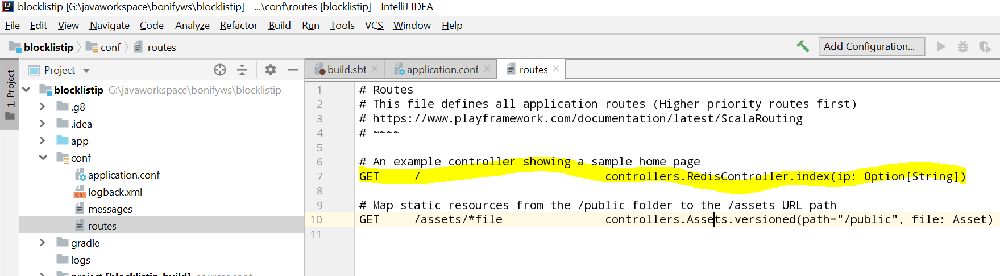 blocklistip [G:\javaworkspace\bonifyws\blocklistip] - ...\conf\routes [blocklistip] - IntelliJ IDEA
File Edit View Navigate Code Analyze Refactor Build Run Tools VCS Window Help
blocklistip conf routes Add Configuration...
1: Project
Project
build.sbt application.conf routes
blocklistip G:\javaworkspace\bonifyws\blocklistip
.g8
.idea
app
conf
application.conf
logback.xml
messages
routes
gradle
logs
project [blocklistip-build] sources root
1 # Routes
2 # This file defines all application routes (Higher priority routes first)
3 # https://www.playframework.com/documentation/latest/ScalaRouting
4 # ~~~~
5
6 # An example controller showing a sample home page
7 GET / controllers.RedisController.index(ip: Option[String])
8
9 # Map static resources from the /public folder to the /assets URL path
10 GET /assets/*file controllers.Assets.versioned(path="/public", file: Asset)
11